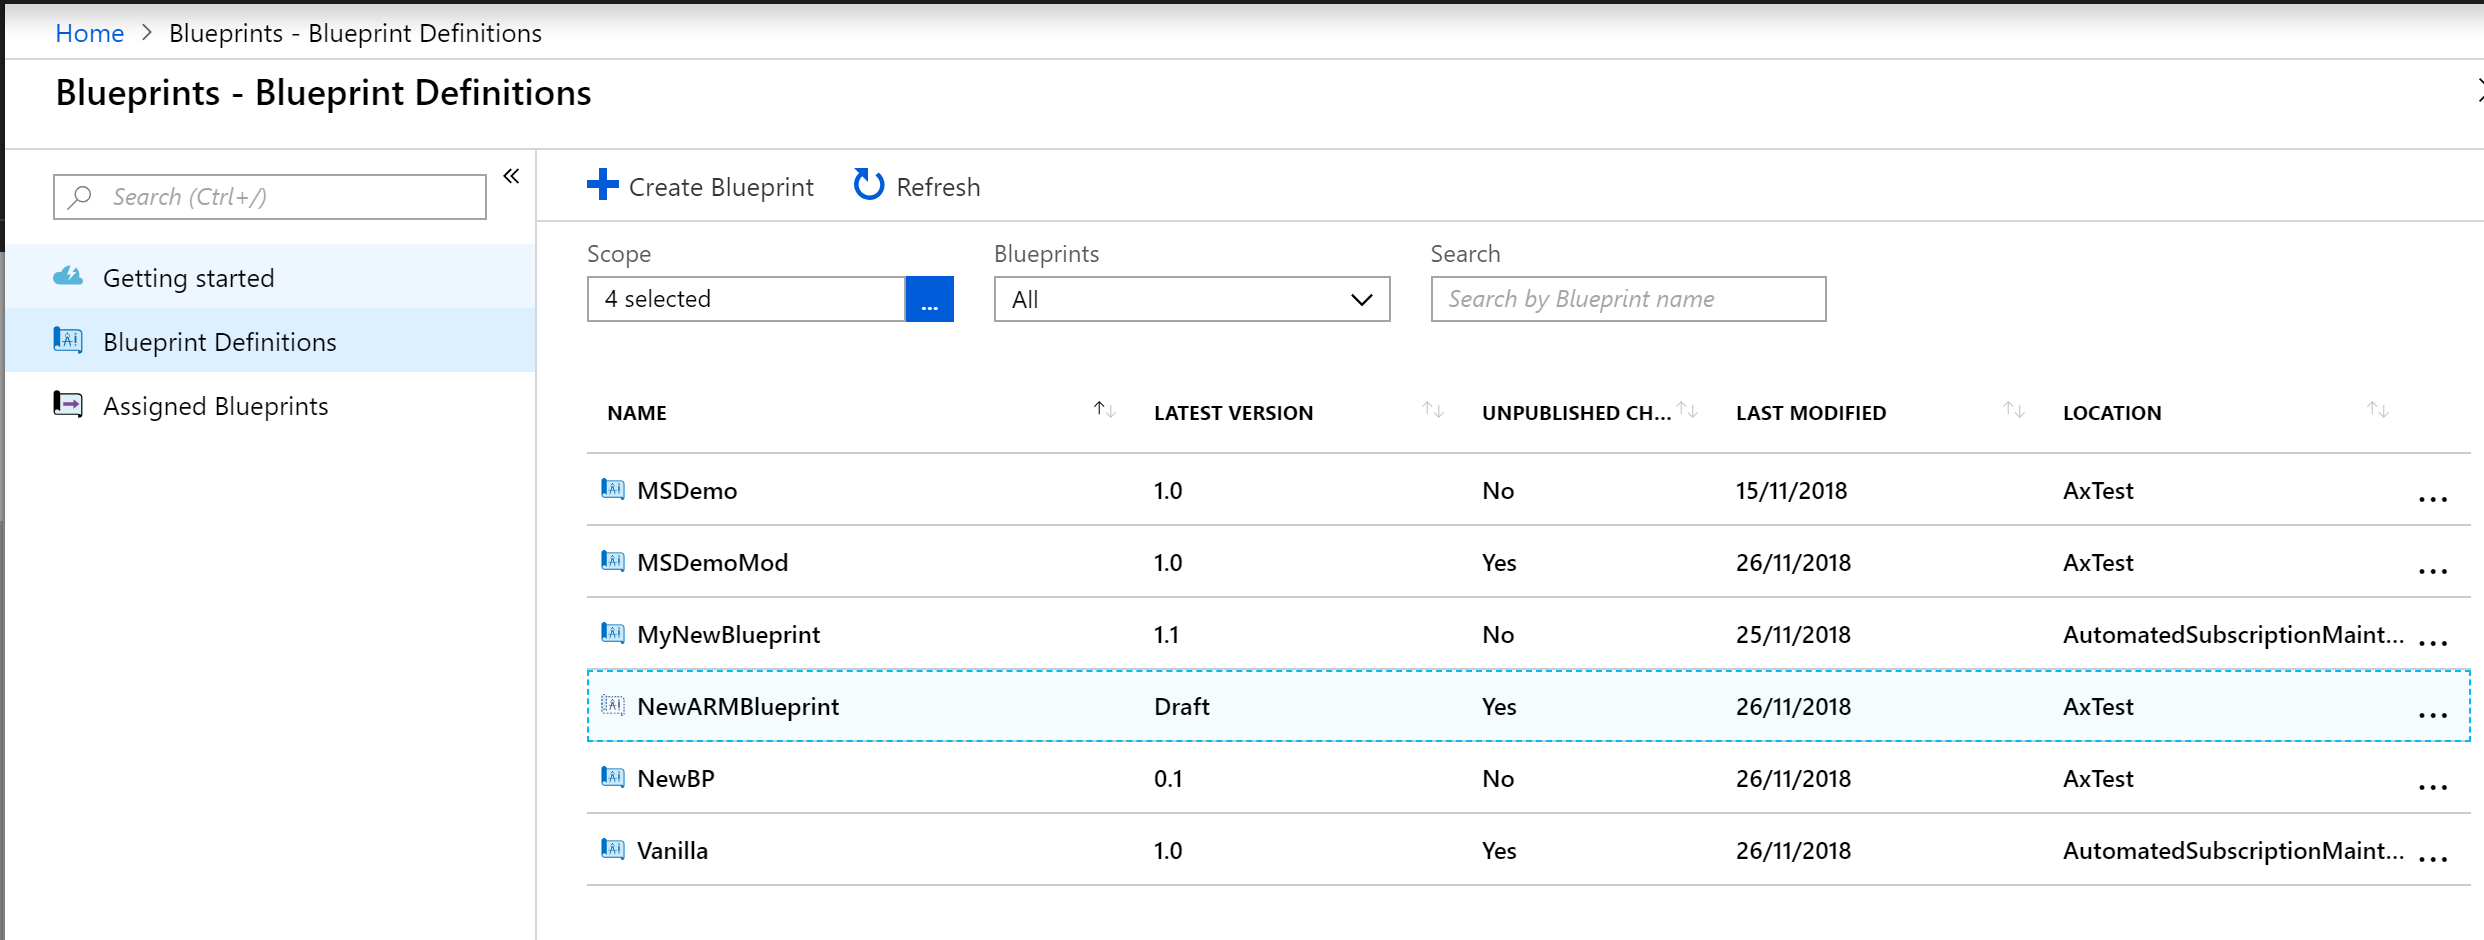 Home > Blueprints - Blueprint Definitions
Blueprints - Blueprint Definitions
Search (Ctrl+/)
Getting started
Blueprint Definitions
Assigned Blueprints
Create Blueprint Refresh
Scope Blueprints Search
4 selected ... All Search by Blueprint name
NAME LATEST VERSION UNPUBLISHED CH... LAST MODIFIED LOCATION
MSDemo 1.0 No 15/11/2018 AxTest ...
MSDemoMod 1.0 Yes 26/11/2018 AxTest ...
MyNewBlueprint 1.1 No 25/11/2018 AutomatedSubscriptionMaint... ...
NewARMBlueprint Draft Yes 26/11/2018 AxTest ...
NewBP 0.1 No 26/11/2018 AxTest ...
Vanilla 1.0 Yes 26/11/2018 AutomatedSubscriptionMaint... ...